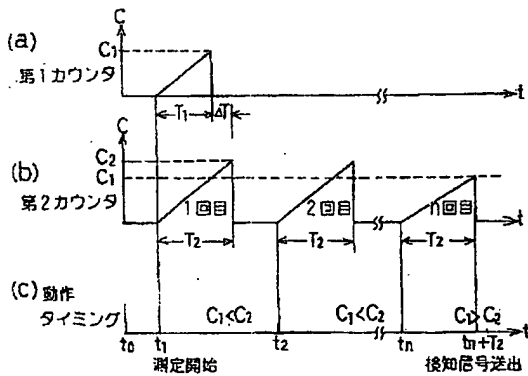 (a)
C
C₁
第1カウンタ
T₁
ΔT
t
(b)
C
C₂
C₁
第2カウンタ
1回目
2回目
n回目
T₂
T₂
T₂
t
(c) 動作
タイミング
C₁<C₂
C₁<C₂
C₁>C₂
t
t₀
t₁
t₂
tn
tn+T₂
測定開始
後知信号送出